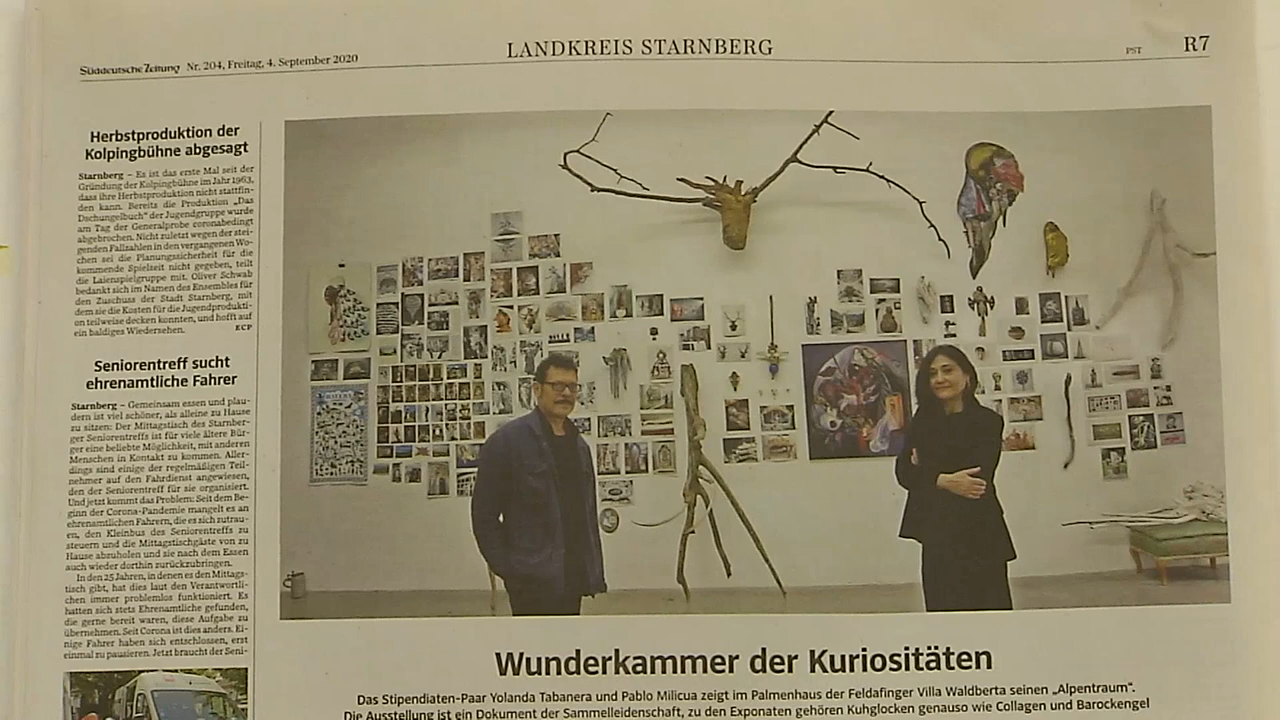 Süddeutsche Zeitung Nr. 204, Freitag, 4. September 2020
LANDKREIS STARNBERG
PST
R7
Herbstproduktion der
Kolpingbühne abgesagt
Starnberg – Es ist das erste Mal seit der
Gründung der Kolpingbühne im Jahr 1963,
dass ihre Herbstproduktion nicht stattfin-
den kann. Bereits die Produktion „Das
Dschungelbuch“ der Jugendgruppe wurde
am Tag der Generalprobe coronabedingt
abgebrochen. Nicht zuletzt wegen der stei-
genden Fallzahlen in den vergangenen Wo-
chen sei die Planungssicherheit für die
kommende Spielzeit nicht gegeben, teilt
die Laienspielgruppe mit. Oliver Schwab
bedankt sich im Namen des Ensembles für
den Zuschuss der Stadt Starnberg, mit
dem sie die Kosten für die Jugendprodukti-
on teilweise decken konnten, und hofft auf
ein baldiges Wiedersehen. ECP
Seniorentreff sucht
ehrenamtliche Fahrer
Starnberg – Gemeinsam essen und plau-
dern ist viel schöner, als alleine zu Hause
zu sitzen: Der Mittagstisch des Starnber-
ger Seniorentreffs ist für viele ältere Bür-
ger eine beliebte Möglichkeit, mit anderen
Menschen in Kontakt zu kommen. Aller-
dings sind einige der regelmäßigen Teil-
nehmer auf den Fahrdienst angewiesen,
den der Seniorentreff für sie organisiert.
Und jetzt kommt das Problem: Seit dem Be-
ginn der Corona-Pandemie mangelt es an
ehrenamtlichen Fahrern, die es sich zutrau-
en, den Kleinbus des Seniorentreffs zu
steuern und die Mittagstischgäste von zu
Hause abzuholen und sie nach dem Essen
auch wieder dorthin zurückzubringen.
In den 25 Jahren, in denen es den Mittags-
tisch gibt, hat dies laut den Verantwortli-
chen immer problemlos funktioniert. Es
hatten sich stets Ehrenamtliche gefunden,
die gerne bereit waren, diese Aufgabe zu
übernehmen. Seit Corona ist dies anders. Ei-
nige Fahrer haben sich entschlossen, erst
einmal zu pausieren. Jetzt braucht der Seni-
Wunderkammer der Kuriositäten
Das Stipendiaten-Paar Yolanda Tabanera und Pablo Milicua zeigt im Palmenhaus der Feldafinger Villa Waldberta seinen „Alpentraum“.
Die Ausstellung ist ein Dokument der Sammelleidenschaft, zu den Exponaten gehören Kuhglocken genauso wie Collagen und Barockengel